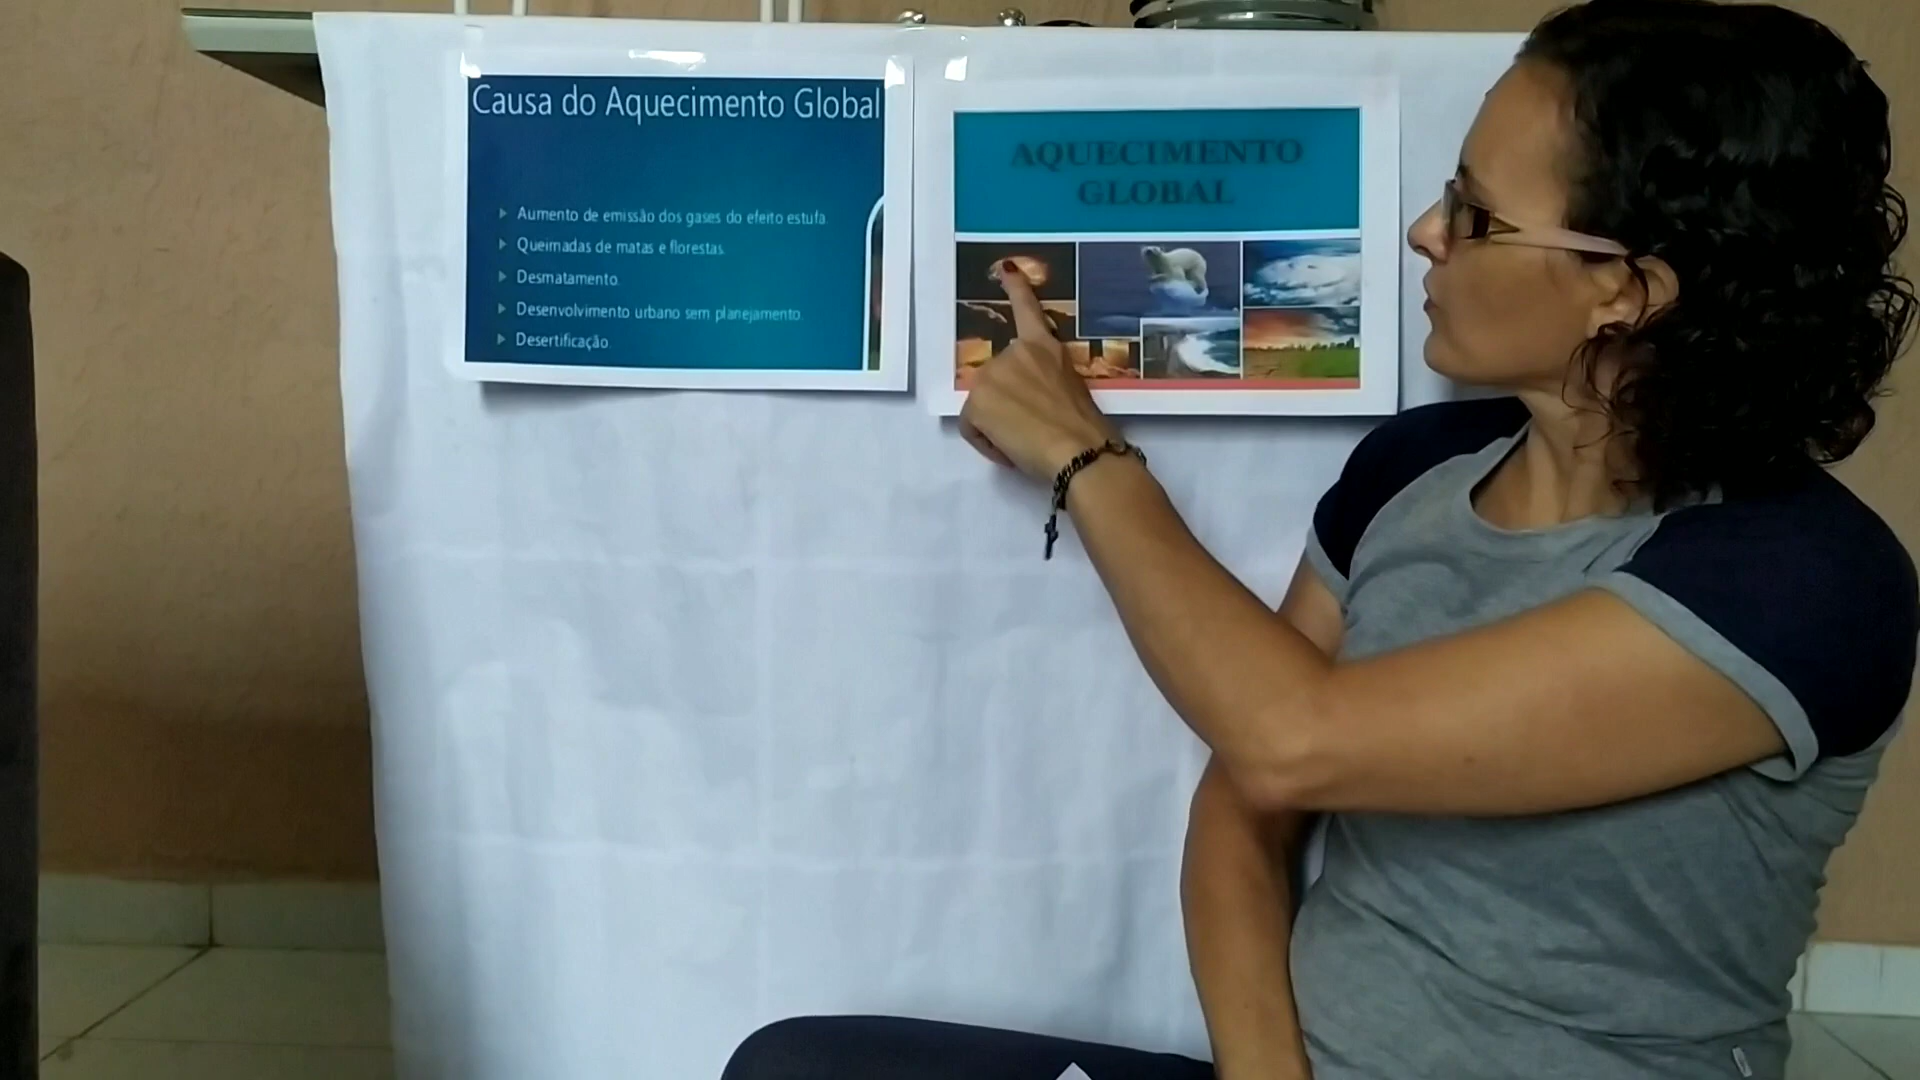 Causa do Aquecimento Global
Aumento de emissão dos gases do efeito estufa.
Queimadas de matas e florestas.
Desmatamento.
Desenvolvimento urbano sem planejamento.
Desertificação.
AQUECIMENTO
GLOBAL